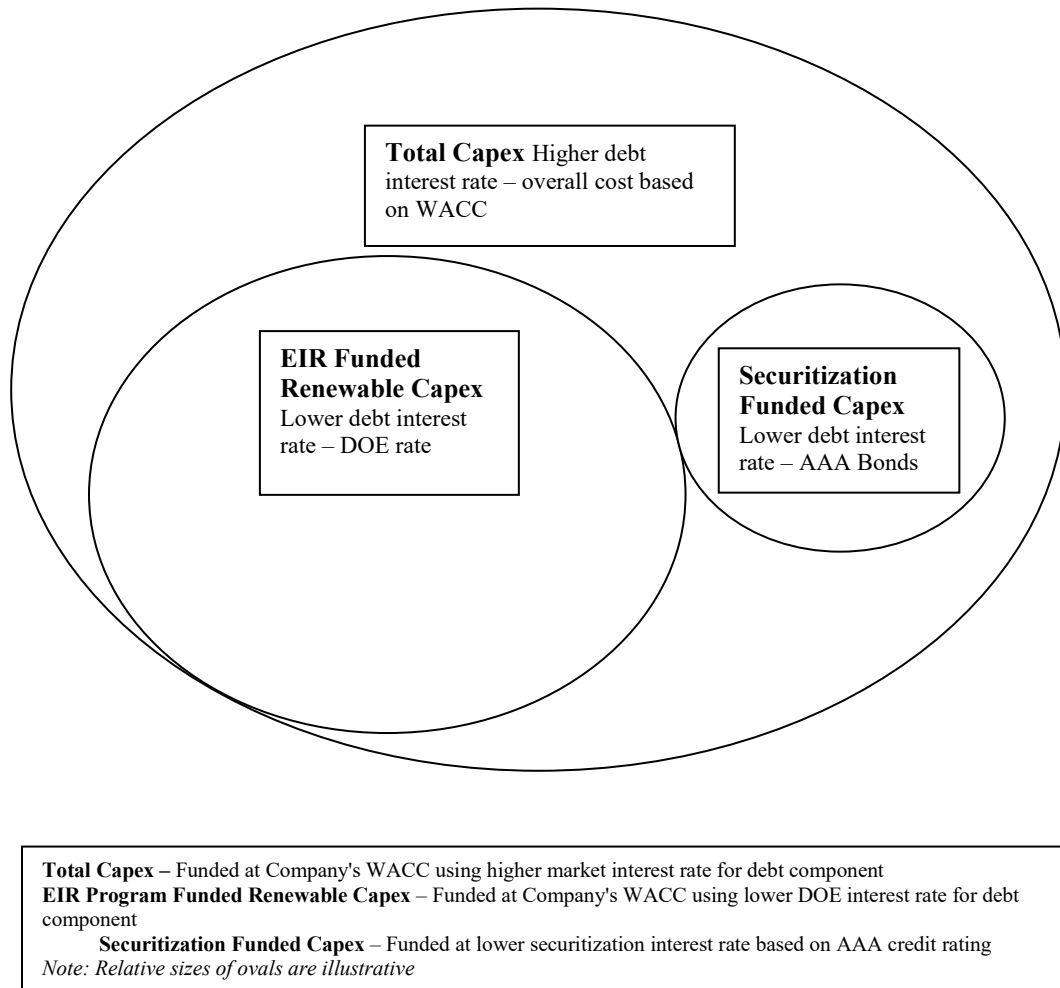 Total Capex Higher debt
interest rate – overall cost based
on WACC
EIR Funded
Renewable Capex
Lower debt interest
rate – DOE rate
Securitization
Funded Capex
Lower debt interest
rate – AAA Bonds
Total Capex – Funded at Company's WACC using higher market interest rate for debt component
EIR Program Funded Renewable Capex – Funded at Company's WACC using lower DOE interest rate for debt
component
Securitization Funded Capex – Funded at lower securitization interest rate based on AAA credit rating
Note: Relative sizes of ovals are illustrative